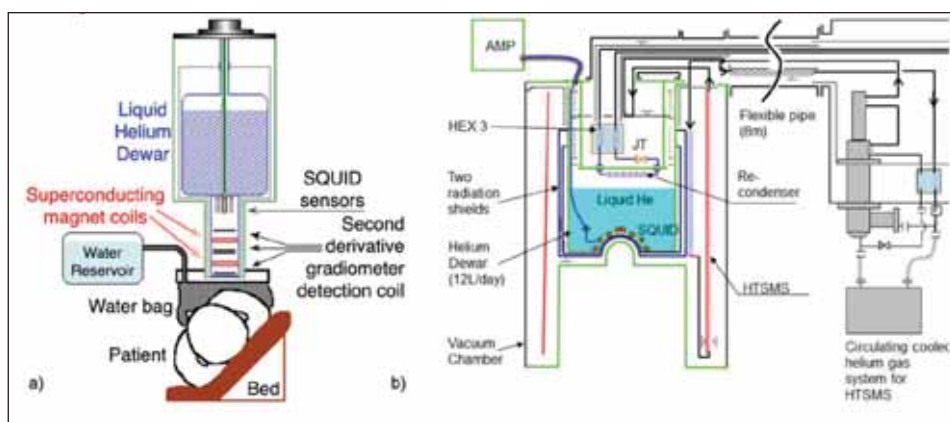 Liquid
Helium
Dewar
Superconducting
magnet coils
SQUID
sensors
Second
derivative
gradiometer
detection coil
Water
Reservoir
Water bag
Patient
Bed
a)
AMP
HEX 3
JT
Two
radiation
shields
Liquid He
SQUID
Helium
Dewar
(12L/day)
Vacuum
Chamber
b)
Flexible pipe
(8m)
Re-
condenser
HTSMS
Circulating cooled
helium gas
system for
HTSMS